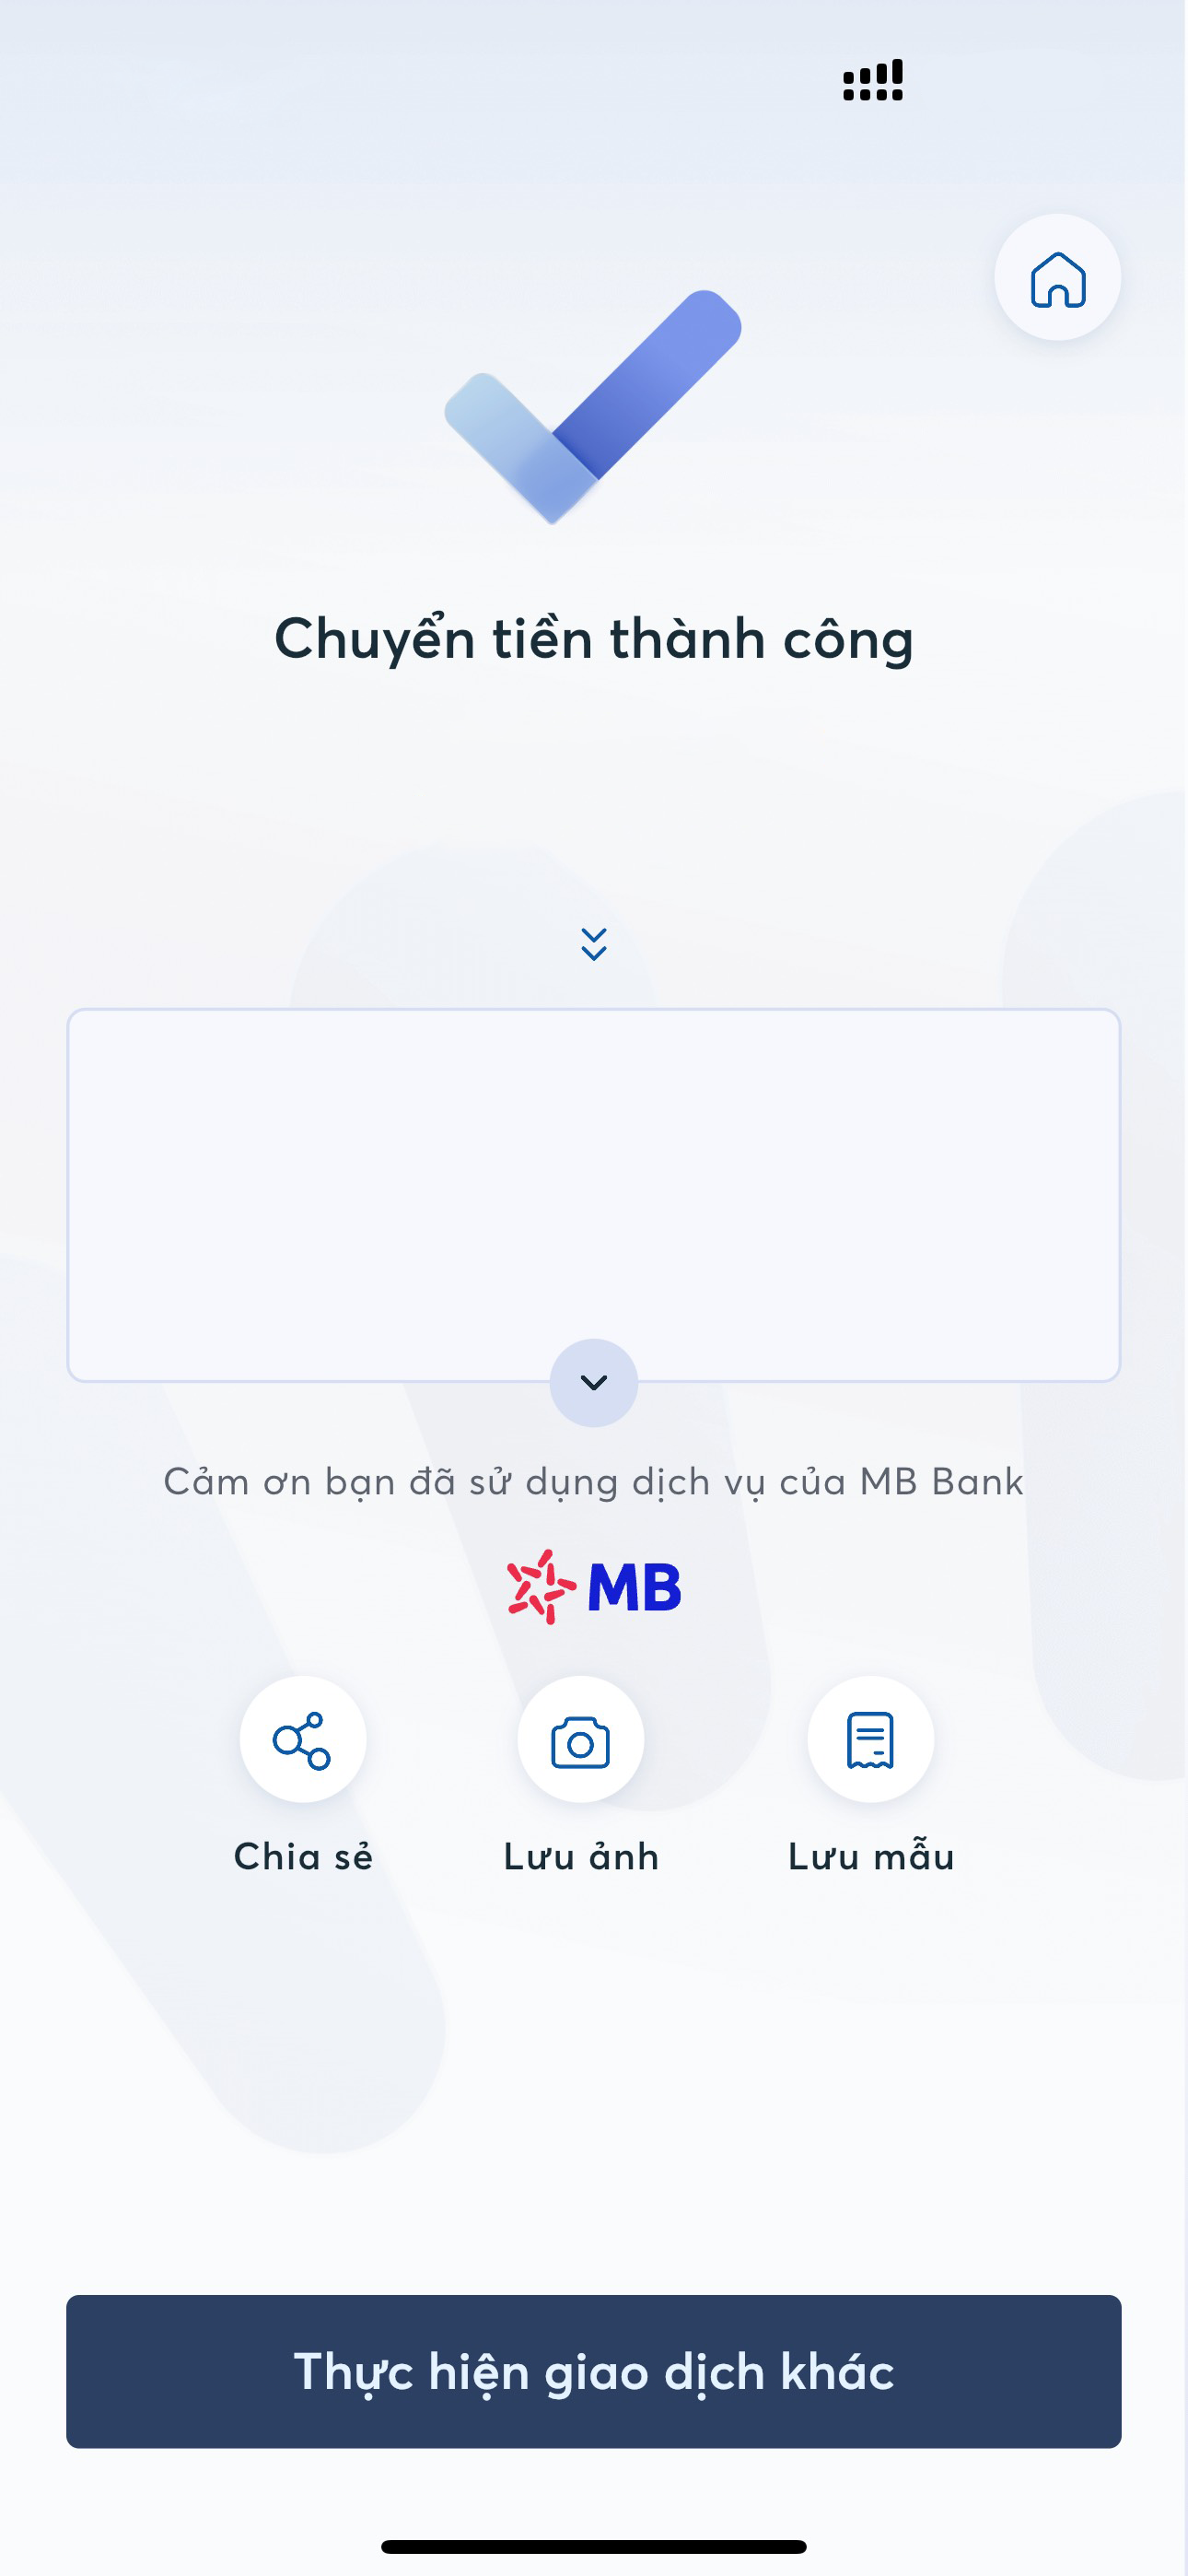 Chuyển tiền thành công
Cảm ơn bạn đã sử dụng dịch vụ của MB Bank
MB
Chia sẻ
Lưu ảnh
Lưu mẫu
Thực hiện giao dịch khác